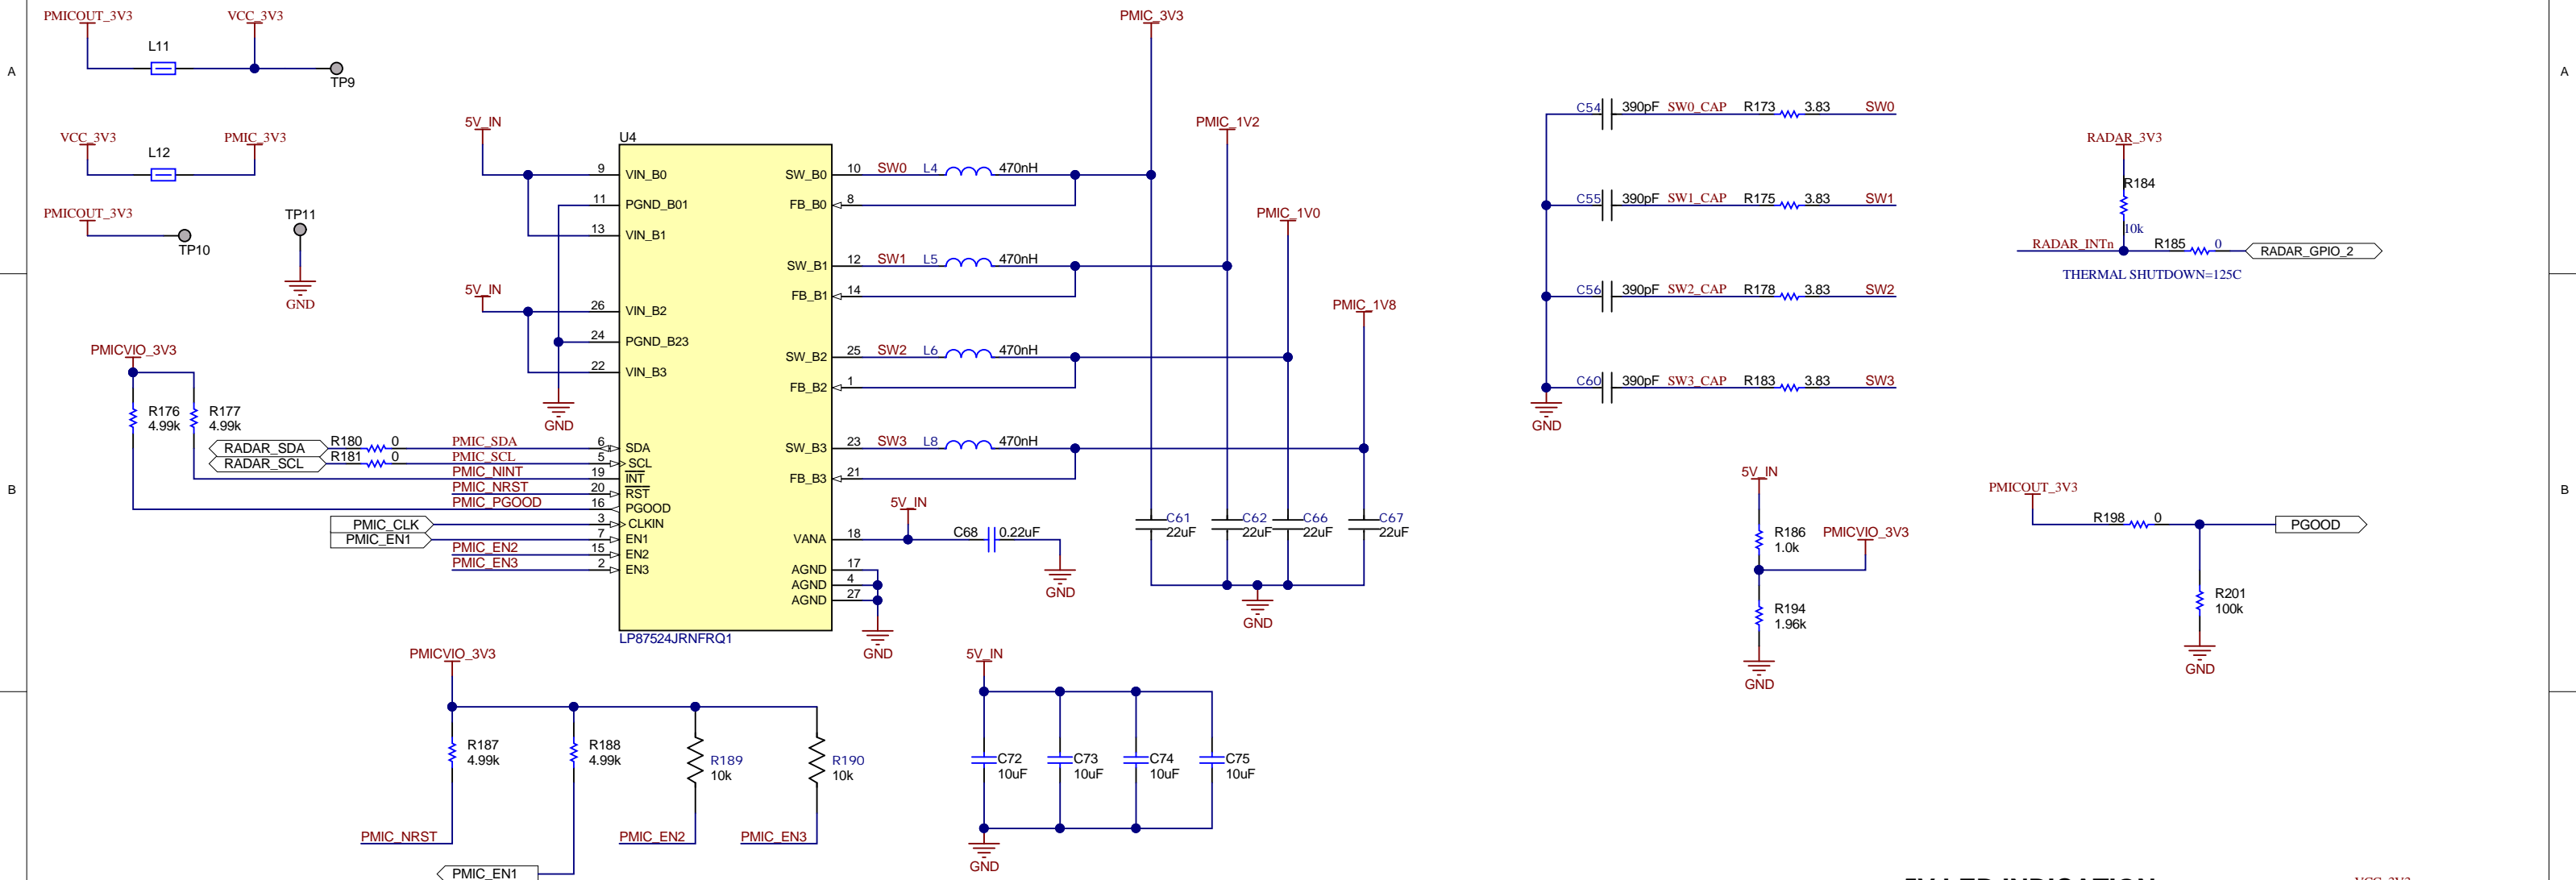 PMICOUT_3V3
VCC_3V3
L11
TP9
A
VCC_3V3
PMIC_3V3
L12
PMICOUT_3V3
TP10
TP11
GND
PMICVIO_3V3
R176
4.99k
R177
4.99k
RADAR_SDA
R180 0
PMIC_SDA
RADAR_SCL
R181 0
PMIC_SCL
PMIC_NINT
PMIC_NRST
PMIC_PGOOD
PMIC_CLK
PMIC_EN1
PMIC_EN2
PMIC_EN3
B
5V_IN
5V_IN
GND
U4
9 VIN_B0
11 PGND_B01
13 VIN_B1
26 VIN_B2
24 PGND_B23
22 VIN_B3
6 SDA
5 SCL
19 INT
20 RST
16 PGOOD
3 CLKIN
7 EN1
15 EN2
2 EN3
SW_B0 10 SW0 L4 470nH
FB_B0 8
SW_B1 12 SW1 L5 470nH
FB_B1 14
SW_B2 25 SW2 L6 470nH
FB_B2 1
SW_B3 23 SW3 L8 470nH
FB_B3 21
VANA 18
AGND 17
AGND 4
AGND 27
LP87524JRNFRQ1
GND
5V_IN
C68 0.22uF
GND
PMIC_3V3
PMIC_1V2
PMIC_1V0
PMIC_1V8
C61
22uF
C62
22uF
C66
22uF
C67
22uF
GND
C54 390pF SW0_CAP R173 3.83 SW0
C55 390pF SW1_CAP R175 3.83 SW1
C56 390pF SW2_CAP R178 3.83 SW2
C60 390pF SW3_CAP R183 3.83 SW3
GND
RADAR_3V3
R184
10k
RADAR_INTn
R185 0
RADAR_GPIO_2
THERMAL SHUTDOWN=125C
A
5V_IN
R186
1.0k
PMICVIO_3V3
R194
1.96k
GND
PMICOUT_3V3
R198 0
PGOOD
R201
100k
GND
B
PMICVIO_3V3
R187
4.99k
R188
4.99k
R189
10k
R190
10k
PMIC_NRST
PMIC_EN2
PMIC_EN3
PMIC_EN1
5V_IN
C72
10uF
C73
10uF
C74
10uF
C75
10uF
GND
5V LED INDICATION
VCC_3V3